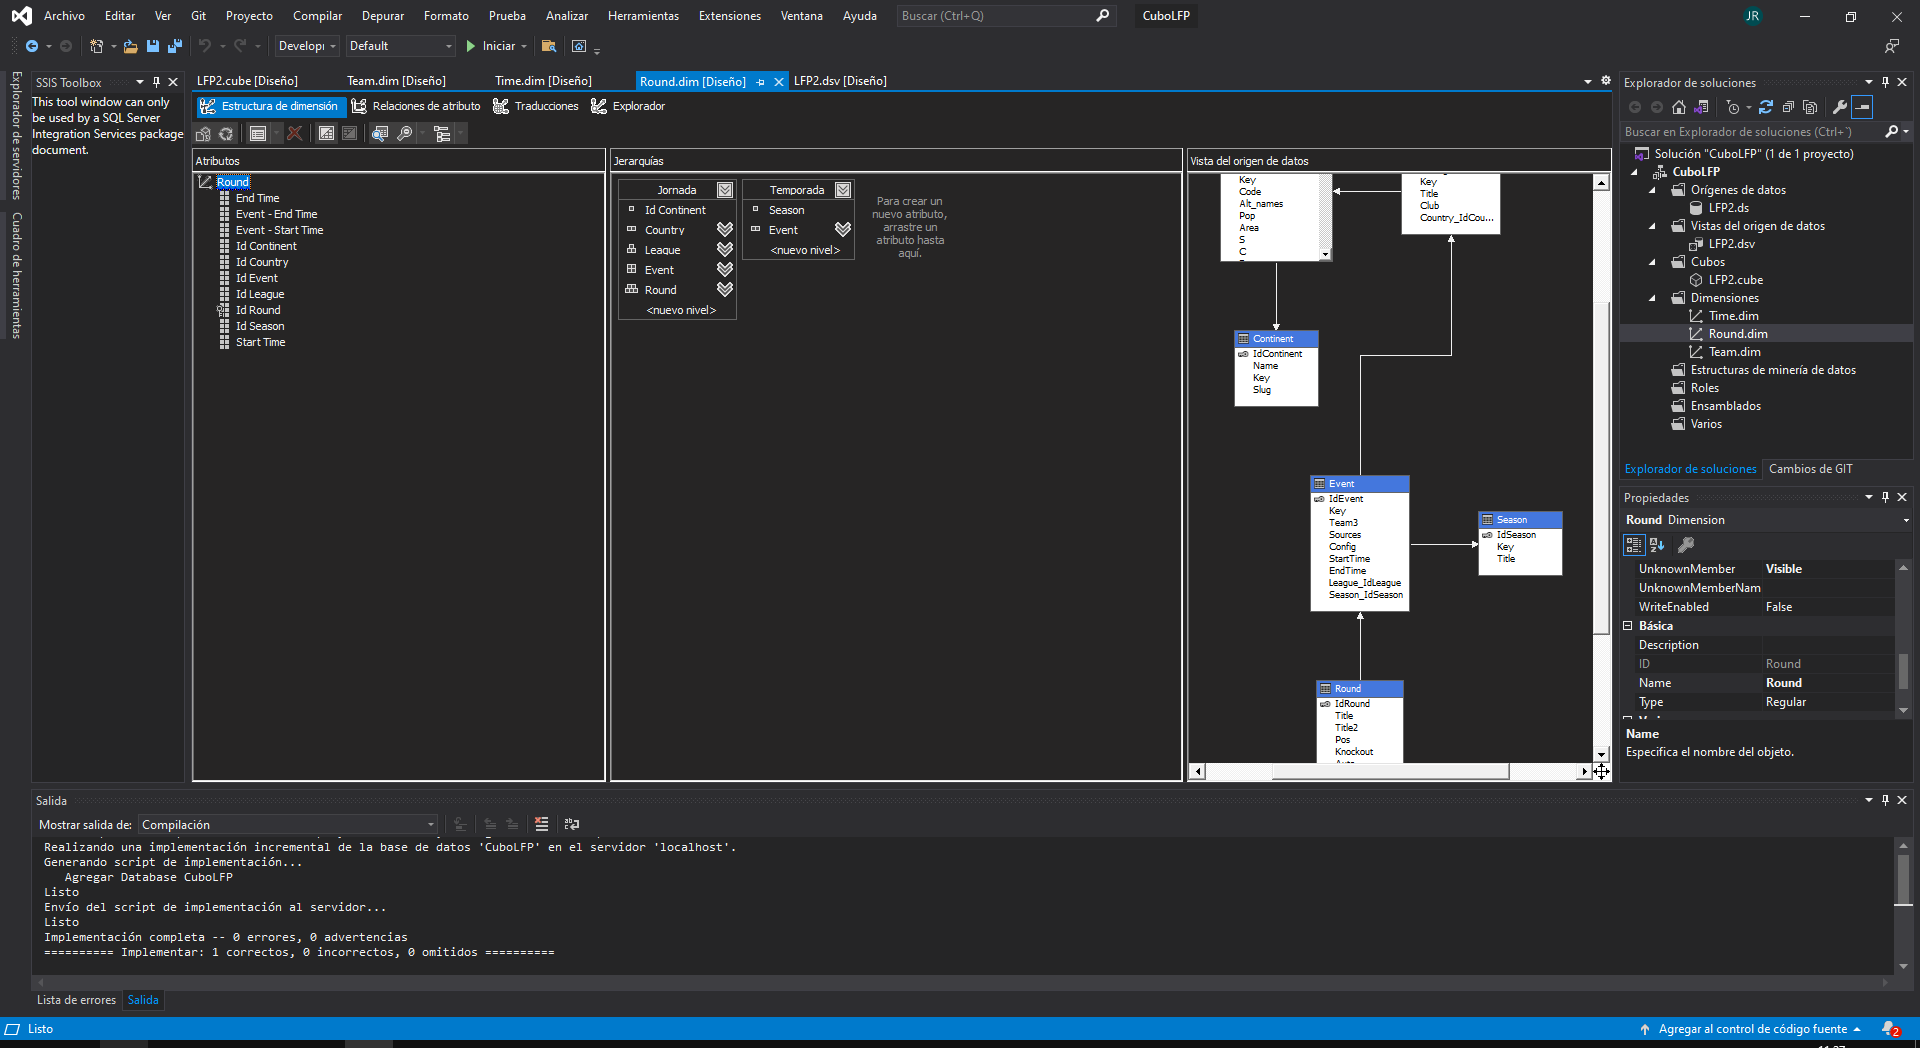 Archivo Editar Ver Git Proyecto Compilar Depurar Formato Prueba Analizar Herramientas Extensiones Ventana Ayuda Buscar (Ctrl+Q) CuboLFP JR
Developi Default Iniciar
Explorador de servidores
Cuadro de herramientas
SSIS Toolbox
This tool window can only
be used by a SQL Server
Integration Services package
document.
LFP2.cube [Diseño] Team.dim [Diseño] Time.dim [Diseño] Round.dim [Diseño] LFP2.dsv [Diseño]
Estructura de dimensión Relaciones de atributo Traducciones Explorador
Atributos
Round
End Time
Event - End Time
Event - Start Time
Id Continent
Id Country
Id Event
Id League
Id Round
Id Season
Start Time
Jerarquías
Jornada
Id Continent
Country
League
Event
Round
<nuevo nivel>
Temporada
Season
Event
<nuevo nivel>
Para crear un
nuevo atributo,
arrastre un
atributo hasta
aquí.
Vista del origen de datos
Key
Code
Alt_names
Pop
Area
S
C
Key
Title
Club
Country_IdCou...
Continent
IdContinent
Name
Key
Slug
Event
IdEvent
Key
Team3
Sources
Config
StartTime
EndTime
League_IdLeague
Season_IdSeason
Season
IdSeason
Key
Title
Round
IdRound
Title
Title2
Pos
Knockout
Explorador de soluciones
Buscar en Explorador de soluciones (Ctrl+`)
Solución "CuboLFP" (1 de 1 proyecto)
CuboLFP
Orígenes de datos
LFP2.ds
Vistas del origen de datos
LFP2.dsv
Cubos
LFP2.cube
Dimensiones
Time.dim
Round.dim
Team.dim
Estructuras de minería de datos
Roles
Ensamblados
Varios
Explorador de soluciones Cambios de GIT
Propiedades
Round Dimension
UnknownMember Visible
UnknownMemberNam
WriteEnabled False
Básica
Description
ID Round
Name Round
Type Regular
Name
Especifica el nombre del objeto.
Salida
Mostrar salida de: Compilación
Realizando una implementación incremental de la base de datos 'CuboLFP' en el servidor 'localhost'.
Generando script de implementación...
Agregar Database CuboLFP
Listo
Envío del script de implementación al servidor...
Listo
Implementación completa -- 0 errores, 0 advertencias
========== Implementar: 1 correctos, 0 incorrectos, 0 omitidos ==========
Lista de errores Salida
Listo
Agregar al control de código fuente 2